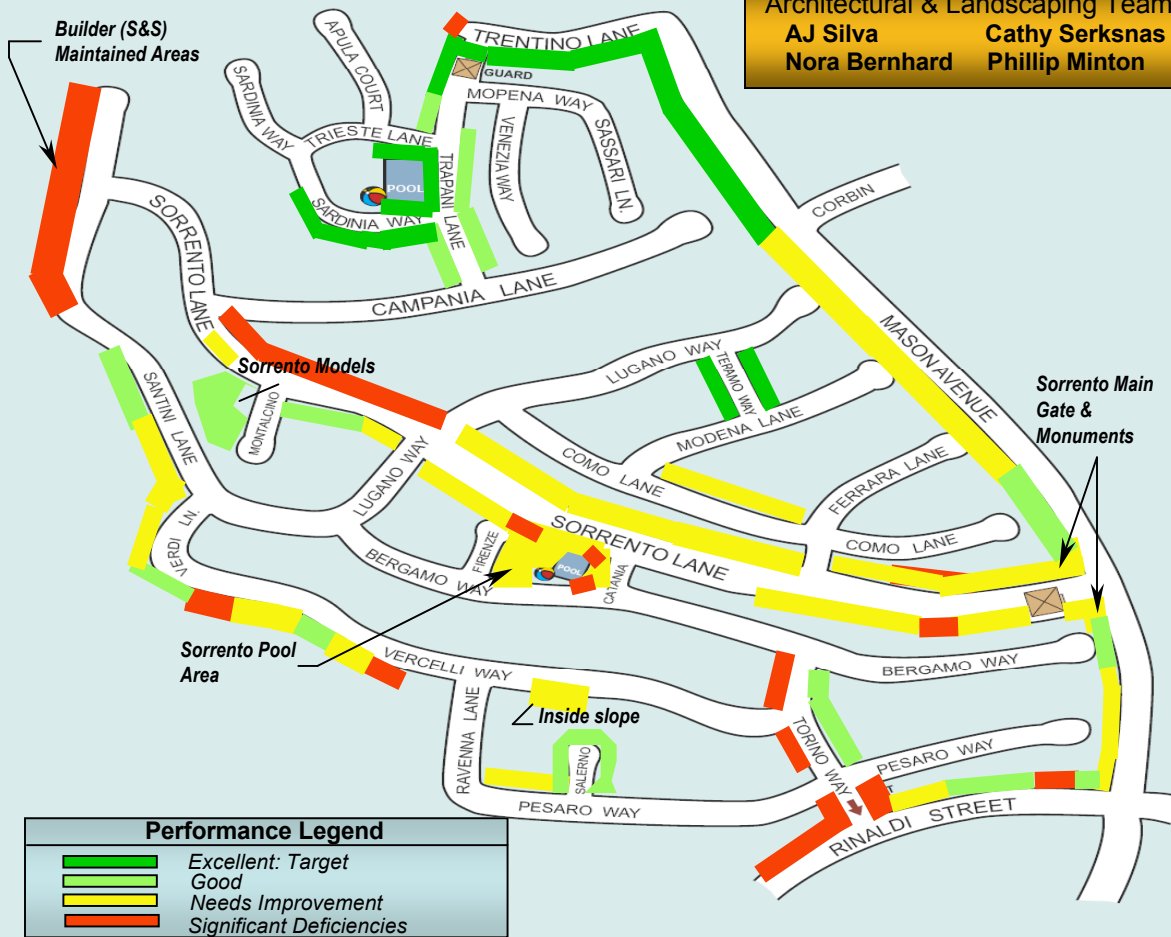 Architectural & Landscaping Team
AJ Silva Cathy Serksnas
Nora Bernhard Phillip Minton
Builder (S&S)
Maintained Areas
TRENTINO LANE
GUARD
APULA COURT
SARDINIA WAY
MOPENA WAY
TRIESTE LANE
VENEZIA WAY
SASSARI LN.
TRAPANI LANE
POOL
SARDINIA WAY
CORBIN
SORRENTO LANE
CAMPANIA LANE
MASON AVENUE
LUGANO WAY
TERAMO WAY
Sorrento Models
Sorrento Main
Gate &
Monuments
SANTINI LANE
MONTALCINO
MODENA LANE
LUGANO WAY
COMO LANE
FERRARA LANE
VERDI LN.
SORRENTO LANE
COMO LANE
FIRENZE
BERGAMO WAY
POOL
CATANIA
Sorrento Pool
Area
VERCELLI WAY
BERGAMO WAY
RAVENNA LANE
Inside slope
TORINO WAY
PESARO WAY
SALERNO
PESARO WAY
RINALDI STREET
Performance Legend
Excellent: Target
Good
Needs Improvement
Significant Deficiencies